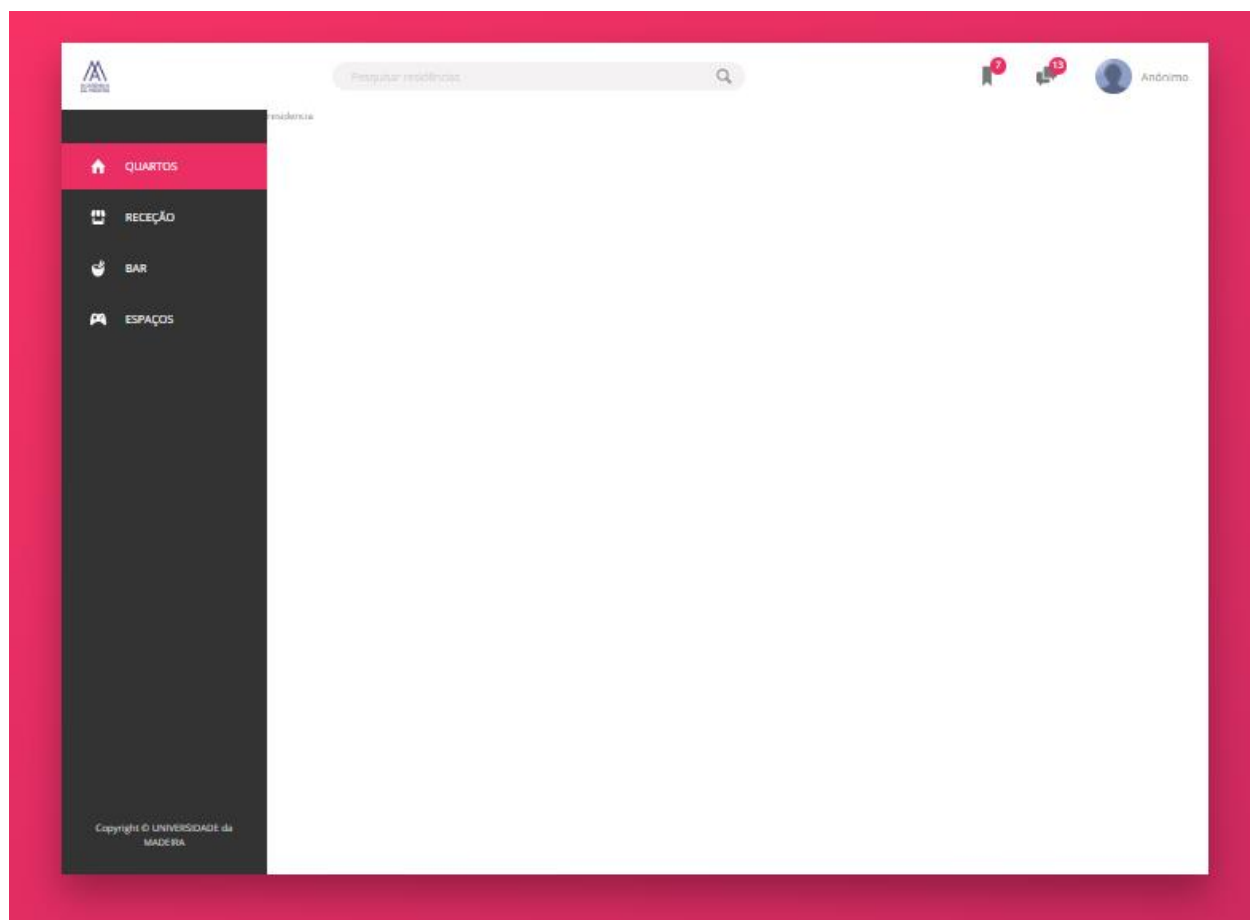 Pesquisar residências
7
13
Anónimo
residencia
QUARTOS
RECEÇÃO
BAR
ESPAÇOS
Copyright © UNIVERSIDADE da
MADEIRA